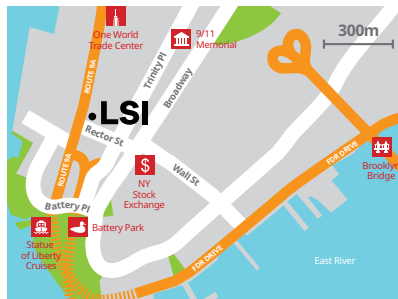 One World
Trade Center
9/11
Memorial
300m
ROUTE 9A
Trinity Pl
Broadway
LSI
Rector St
FDR DRIVE
Brooklyn
Bridge
ROUTE 9A
NY
Stock
Exchange
Wall St
Battery Pl
Battery Park
Statue
of Liberty
Cruises
FDR DRIVE
East River